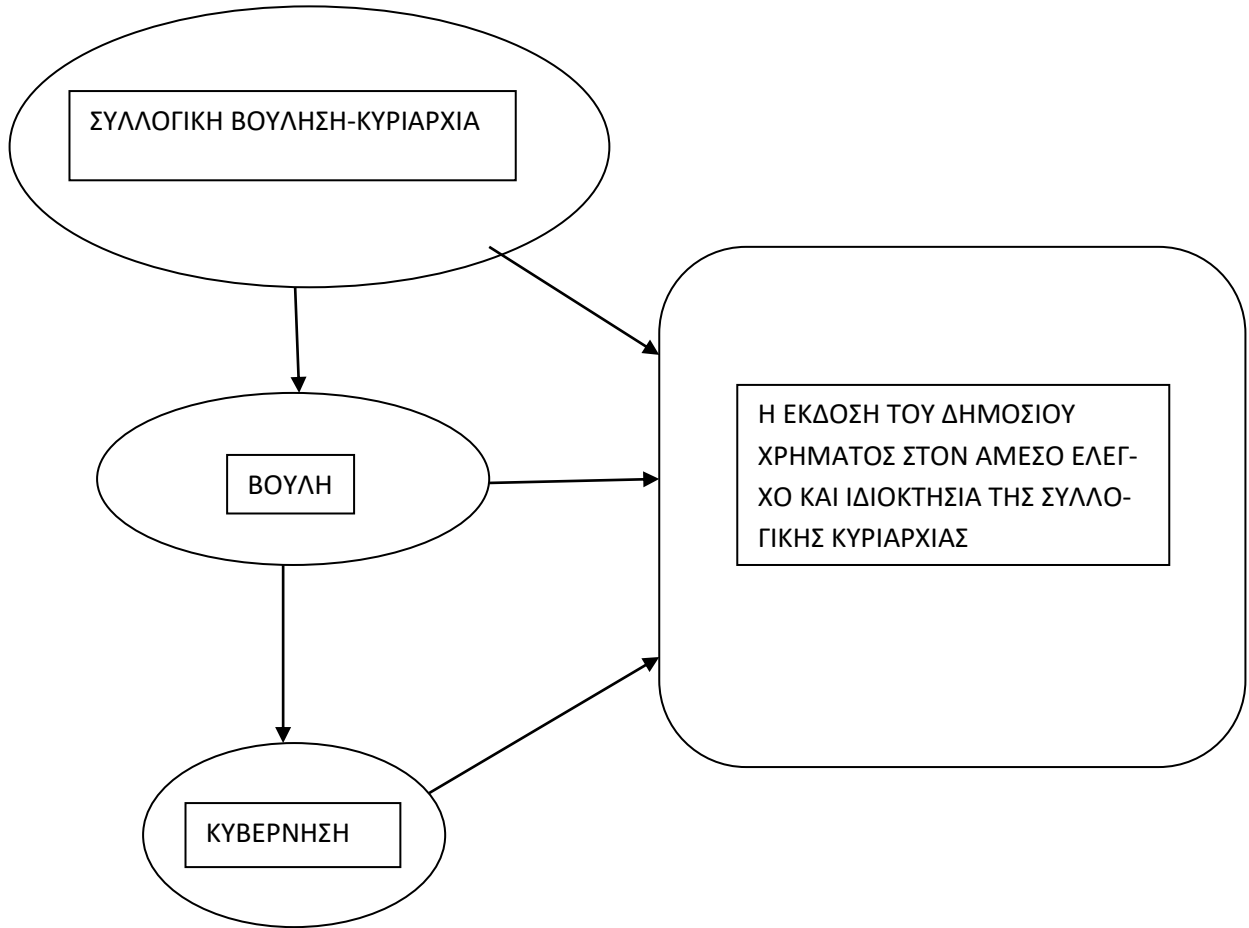 ΣΥΛΛΟΓΙΚΗ ΒΟΥΛΗΣΗ-ΚΥΡΙΑΡΧΙΑ
Η ΕΚΔΟΣΗ ΤΟΥ ΔΗΜΟΣΙΟΥ
ΧΡΗΜΑΤΟΣ ΣΤΟΝ ΑΜΕΣΟ ΕΛΕΓ-
ΧΟ ΚΑΙ ΙΔΙΟΚΤΗΣΙΑ ΤΗΣ ΣΥΛΛΟ-
ΓΙΚΗΣ ΚΥΡΙΑΡΧΙΑΣ
ΒΟΥΛΗ
ΚΥΒΕΡΝΗΣΗ